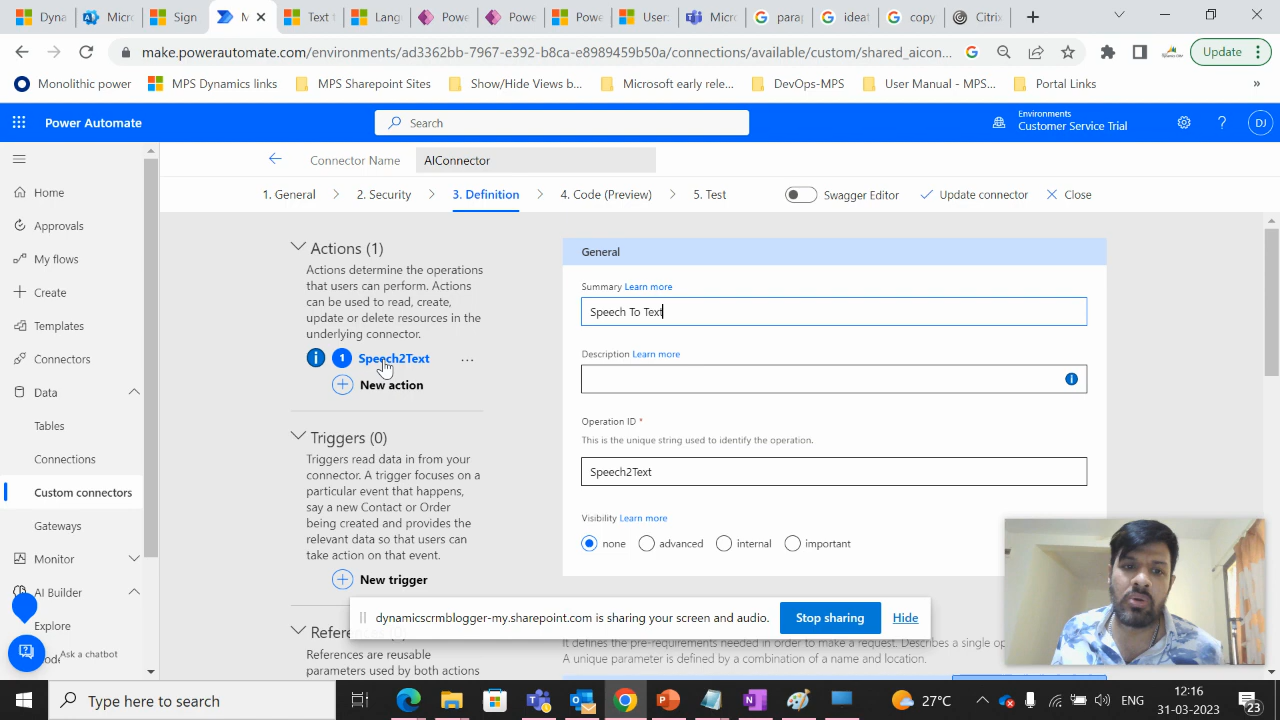 Dyna
Micro
Sign
M
Text t
Lang
Powe
Powe
Powe
User:
Micro
parap
ideat
copy
Citrix
make.powerautomate.com/environments/ad3362bb-7967-e392-b8ca-e8989459b50a/connections/available/custom/shared_aicon...
Update
Monolithic power
MPS Dynamics links
MPS Sharepoint Sites
Show/Hide Views b...
Microsoft early rele...
DevOps-MPS
User Manual - MPS...
Portal Links
»
Power Automate
Search
Environments
Customer Service Trial
DJ
Connector Name
AIConnector
1. General
2. Security
3. Definition
4. Code (Preview)
5. Test
Swagger Editor
Update connector
Close
Home
Approvals
My flows
Create
Templates
Connectors
Data
Tables
Connections
Custom connectors
Gateways
Monitor
AI Builder
Explore
Ask a chatbot
Actions (1)
Actions determine the operations
that users can perform. Actions
can be used to read, create,
update or delete resources in the
underlying connector.
1 Speech2Text ...
New action
Triggers (0)
Triggers read data in from your
connector. A trigger focuses on a
particular event that happens,
say a new Contact or Order
being created and provides the
relevant data so that users can
take action on that event.
New trigger
References are reusable
parameters used by both actions
General
Summary Learn more
Speech To Text
Description Learn more
Operation ID *
This is the unique string used to identify the operation.
Speech2Text
Visibility Learn more
none
advanced
internal
important
dynamicscrmblogger-my.sharepoint.com is sharing your screen and audio.
Stop sharing
Hide
It defines the pre-requirements needed in order to make a request. Describes a single op
A unique parameter is defined by a combination of a name and location.
Type here to search
27°C
ENG
12:16
31-03-2023
23